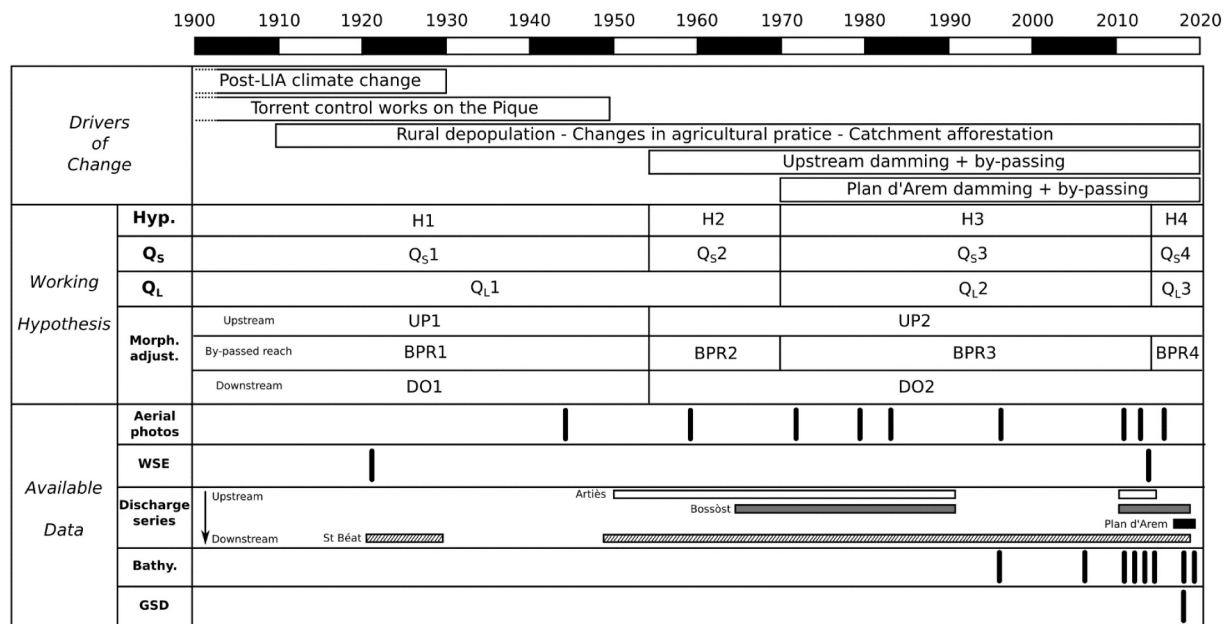 1900 1910 1920 1930 1940 1950 1960 1970 1980 1990 2000 2010 2020
Drivers
of
Change
Post-LIA climate change
Torrent control works on the Pique
Rural depopulation - Changes in agricultural pratice - Catchment afforestation
Upstream damming + by-passing
Plan d'Arem damming + by-passing
Working
Hypothesis
Hyp. H1 H2 H3 H4
QS QS1 QS2 QS3 QS4
QL QL1 QL2 QL3
Morph.
adjust.
Upstream UP1 UP2
By-passed reach BPR1 BPR2 BPR3 BPR4
Downstream DO1 DO2
Available
Data
Aerial
photos
WSE
Discharge
series
Upstream
Artiès
Bossòst
Plan d'Arem
Downstream St Béat
Bathy.
GSD